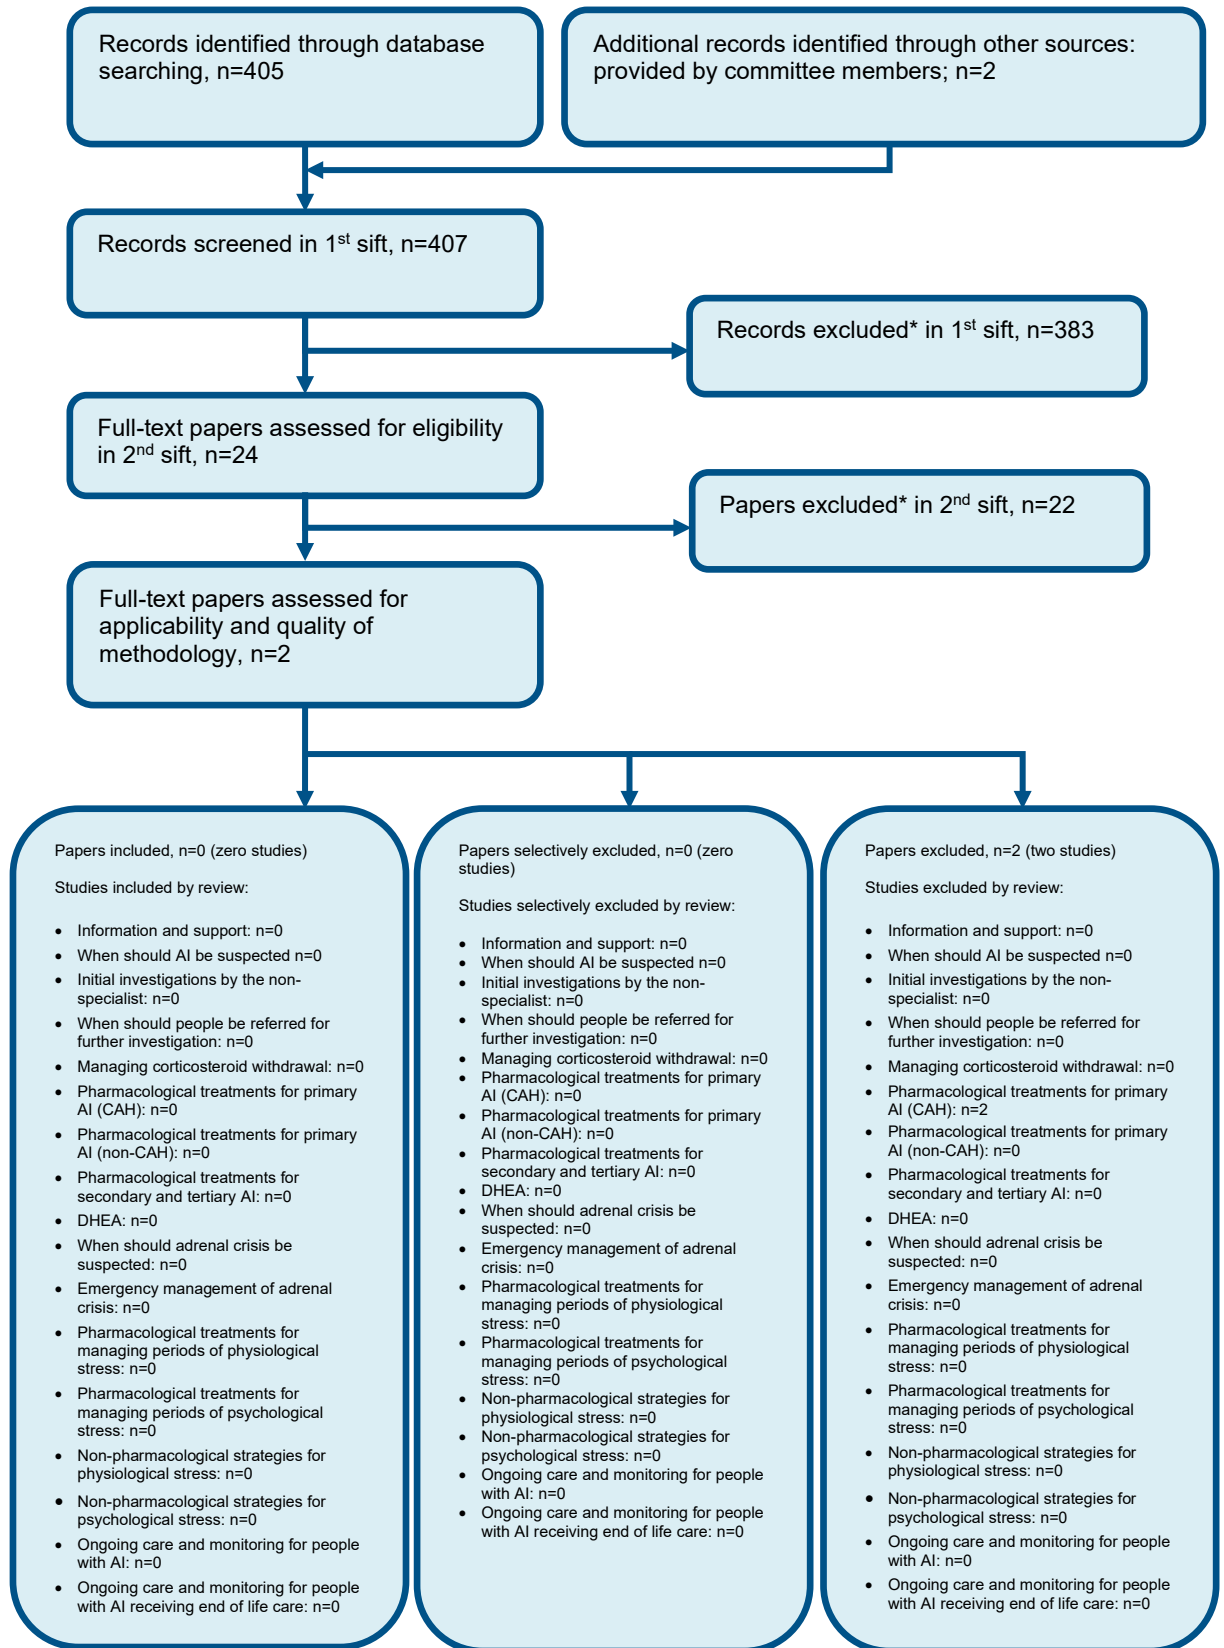 Records identified through database
searching, n=405
Additional records identified through other sources:
provided by committee members; n=2
Records screened in 1st sift, n=407
Records excluded* in 1st sift, n=383
Full-text papers assessed for eligibility
in 2nd sift, n=24
Papers excluded* in 2nd sift, n=22
Full-text papers assessed for
applicability and quality of
methodology, n=2
Papers included, n=0 (zero studies)
Studies included by review:
• Information and support: n=0
• When should AI be suspected n=0
• Initial investigations by the non-
specialist: n=0
• When should people be referred for
further investigation: n=0
• Managing corticosteroid withdrawal: n=0
• Pharmacological treatments for primary
AI (CAH): n=0
• Pharmacological treatments for primary
AI (non-CAH): n=0
• Pharmacological treatments for
secondary and tertiary AI: n=0
• DHEA: n=0
• When should adrenal crisis be
suspected: n=0
• Emergency management of adrenal
crisis: n=0
• Pharmacological treatments for
managing periods of physiological
stress: n=0
• Pharmacological treatments for
managing periods of psychological
stress: n=0
• Non-pharmacological strategies for
physiological stress: n=0
• Non-pharmacological strategies for
psychological stress: n=0
• Ongoing care and monitoring for people
with AI: n=0
• Ongoing care and monitoring for people
with AI receiving end of life care: n=0
Papers selectively excluded, n=0 (zero
studies)
Studies selectively excluded by review:
• Information and support: n=0
• When should AI be suspected n=0
• Initial investigations by the non-
specialist: n=0
• When should people be referred for
further investigation: n=0
• Managing corticosteroid withdrawal: n=0
• Pharmacological treatments for primary
AI (CAH): n=0
• Pharmacological treatments for primary
AI (non-CAH): n=0
• Pharmacological treatments for
secondary and tertiary AI: n=0
• DHEA: n=0
• When should adrenal crisis be
suspected: n=0
• Emergency management of adrenal
crisis: n=0
• Pharmacological treatments for
managing periods of physiological
stress: n=0
• Pharmacological treatments for
managing periods of psychological
stress: n=0
• Non-pharmacological strategies for
physiological stress: n=0
• Non-pharmacological strategies for
psychological stress: n=0
• Ongoing care and monitoring for people
with AI: n=0
• Ongoing care and monitoring for people
with AI receiving end of life care: n=0
Papers excluded, n=2 (two studies)
Studies excluded by review:
• Information and support: n=0
• When should AI be suspected n=0
• Initial investigations by the non-
specialist: n=0
• When should people be referred for
further investigation: n=0
• Managing corticosteroid withdrawal: n=0
• Pharmacological treatments for primary
AI (CAH): n=2
• Pharmacological treatments for primary
AI (non-CAH): n=0
• Pharmacological treatments for
secondary and tertiary AI: n=0
• DHEA: n=0
• When should adrenal crisis be
suspected: n=0
• Emergency management of adrenal
crisis: n=0
• Pharmacological treatments for
managing periods of physiological
stress: n=0
• Pharmacological treatments for
managing periods of psychological
stress: n=0
• Non-pharmacological strategies for
physiological stress: n=0
• Non-pharmacological strategies for
psychological stress: n=0
• Ongoing care and monitoring for people
with AI: n=0
• Ongoing care and monitoring for people
with AI receiving end of life care: n=0